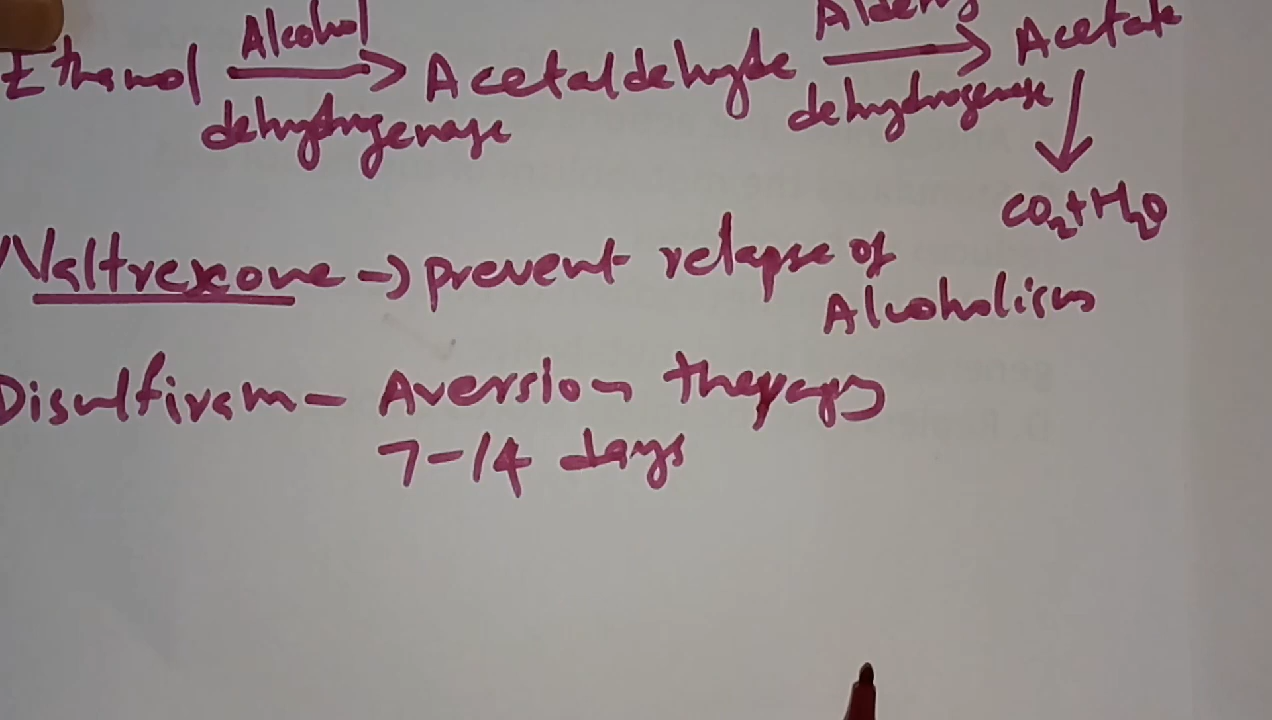 Ethanol Alcohol dehydrogenase → Acetaldehyde dehydrogenase → Acetate
↓
CO₂+H₂O
Naltrexone → prevent relapse of
Alcoholism
Disulfiram - Aversion therapy
7-14 days